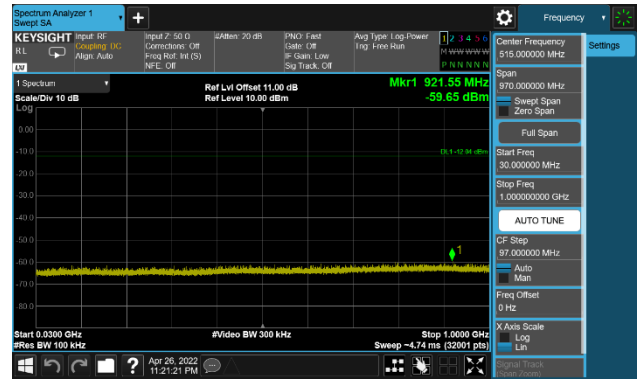 Spectrum Analyzer 1
Swept SA
Frequency
KEYSIGHT
RL
LXI
Input: RF
Coupling: DC
Align: Auto
Input Z: 50 Ω
Corrections: Off
Freq Ref: Int (S)
NFE: Off
#Atten: 20 dB
PNO: Fast
Gate: Off
IF Gain: Low
Sig Track: Off
Avg Type: Log-Power
Trig: Free Run
1 2 3 4 5 6
M W W W W W
P N N N N N
1 Spectrum
Scale/Div 10 dB
Log
Ref Lvl Offset 11.00 dB
Ref Level 10.00 dBm
Mkr1 921.55 MHz
-59.65 dBm
0.00
-10.0
DL1 -12.94 dBm
-20.0
-30.0
-40.0
-50.0
1
-60.0
-70.0
-80.0
Start 0.0300 GHz
#Res BW 100 kHz
#Video BW 300 kHz
Stop 1.0000 GHz
Sweep ~4.74 ms (32001 pts)
Center Frequency
515.000000 MHz
Settings
Span
970.000000 MHz
Swept Span
Zero Span
Full Span
Start Freq
30.000000 MHz
Stop Freq
1.000000000 GHz
AUTO TUNE
CF Step
97.000000 MHz
Auto
Man
Freq Offset
0 Hz
X Axis Scale
Log
Lin
Signal Track
(Span Zoom)
?
Apr 26, 2022
11:21:21 PM